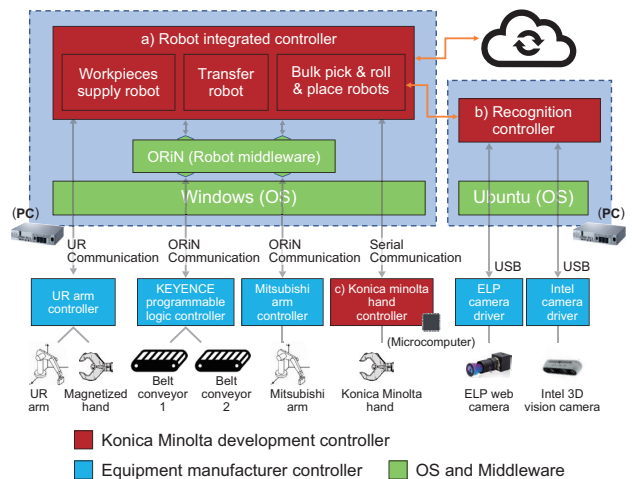 a) Robot integrated controller
Workpieces
supply robot
Transfer
robot
Bulk pick & roll
& place robots
b) Recognition
controller
ORiN (Robot middleware)
Windows (OS)
Ubuntu (OS)
(PC)
(PC)
UR
Communication
ORiN
Communication
ORiN
Communication
Serial
Communication
USB
USB
UR arm
controller
KEYENCE
programmable
logic controller
Mitsubishi
arm
controller
c) Konica minolta
hand
controller
ELP
camera
driver
Intel
camera
driver
(Microcomputer)
UR
arm
Magnetized
hand
Belt
conveyor
1
Belt
conveyor
2
Mitsubishi
arm
Konica Minolta
hand
ELP web
camera
Intel 3D
vision camera
Konica Minolta development controller
Equipment manufacturer controller
OS and Middleware